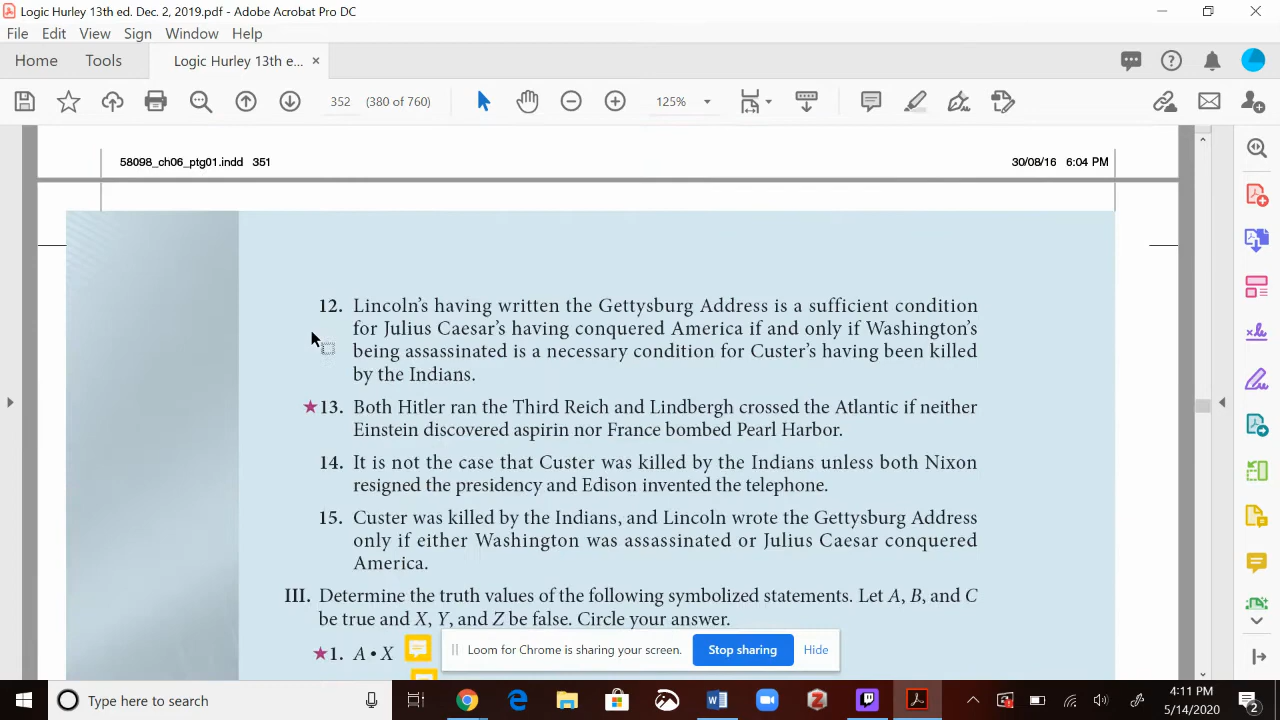 Logic Hurley 13th ed. Dec. 2, 2019.pdf - Adobe Acrobat Pro DC
File Edit View Sign Window Help
Home Tools Logic Hurley 13th e... ×
352 (380 of 760) 125%
58098_ch06_ptg01.indd 351 30/08/16 6:04 PM
12. Lincoln's having written the Gettysburg Address is a sufficient condition
for Julius Caesar's having conquered America if and only if Washington's
being assassinated is a necessary condition for Custer's having been killed
by the Indians.
★13. Both Hitler ran the Third Reich and Lindbergh crossed the Atlantic if neither
Einstein discovered aspirin nor France bombed Pearl Harbor.
14. It is not the case that Custer was killed by the Indians unless both Nixon
resigned the presidency and Edison invented the telephone.
15. Custer was killed by the Indians, and Lincoln wrote the Gettysburg Address
only if either Washington was assassinated or Julius Caesar conquered
America.
III. Determine the truth values of the following symbolized statements. Let A, B, and C
be true and X, Y, and Z be false. Circle your answer.
★1. A • X
Loom for Chrome is sharing your screen. Stop sharing Hide
Type here to search
4:11 PM
5/14/2020
2